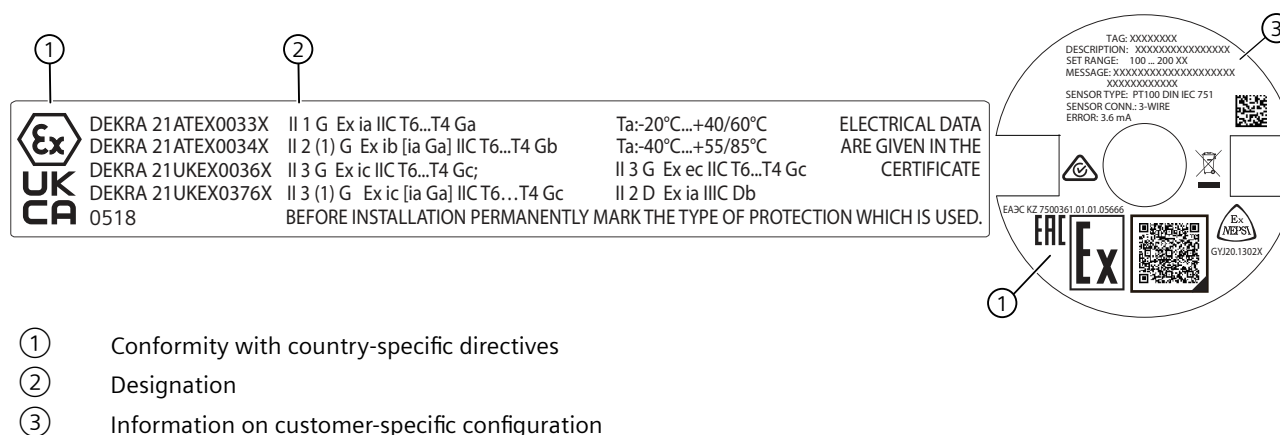 1
2
3
DEKRA 21ATEX0033X II 1 G Ex ia IIC T6...T4 Ga Ta:-20°C...+40/60°C ELECTRICAL DATA
DEKRA 21ATEX0034X II 2 (1) G Ex ib [ia Ga] IIC T6...T4 Gb Ta:-40°C...+55/85°C ARE GIVEN IN THE
DEKRA 21UKEX0036X II 3 G Ex ic IIC T6...T4 Gc; II 3 G Ex ec IIC T6...T4 Gc CERTIFICATE
DEKRA 21UKEX0376X II 3 (1) G Ex ic [ia Ga] IIC T6...T4 Gc II 2 D Ex ia IIIC Db
0518 BEFORE INSTALLATION PERMANENTLY MARK THE TYPE OF PROTECTION WHICH IS USED.
Ex
UK
CA
TAG: XXXXXXXX
DESCRIPTION: XXXXXXXXXXXXXXXXX
SET RANGE: 100 ... 200 XX
MESSAGE: XXXXXXXXXXXXXXXXXXXXX
XXXXXXXXXXXX
SENSOR TYPE: PT100 DIN IEC 751
SENSOR CONN.: 3-WIRE
ERROR: 3.6 mA
EAЭC KZ 7500361.01.01.05666
EAC
Ex
Ex
NEPSI
GYJ20.1302X
1
1 Conformity with country-specific directives
2 Designation
3 Information on customer-specific configuration